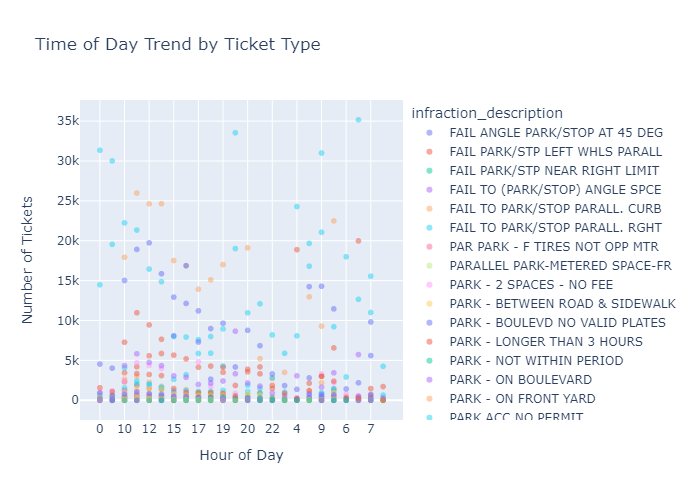 Time of Day Trend by Ticket Type
infraction_description
FAIL ANGLE PARK/STOP AT 45 DEG
FAIL PARK/STP LEFT WHLS PARALL
FAIL PARK/STP NEAR RIGHT LIMIT
FAIL TO (PARK/STOP) ANGLE SPCE
FAIL TO PARK/STOP PARALL. CURB
FAIL TO PARK/STOP PARALL. RGHT
PAR PARK - F TIRES NOT OPP MTR
PARALLEL PARK-METERED SPACE-FR
PARK - 2 SPACES - NO FEE
PARK - BETWEEN ROAD & SIDEWALK
PARK - BOULEVD NO VALID PLATES
PARK - LONGER THAN 3 HOURS
PARK - NOT WITHIN PERIOD
PARK - ON BOULEVARD
PARK - ON FRONT YARD
PARK ACC NO PERMIT
35k
30k
25k
20k
15k
10k
5k
0
Number of Tickets
0 10 12 15 17 19 20 22 4 9 6 7
Hour of Day